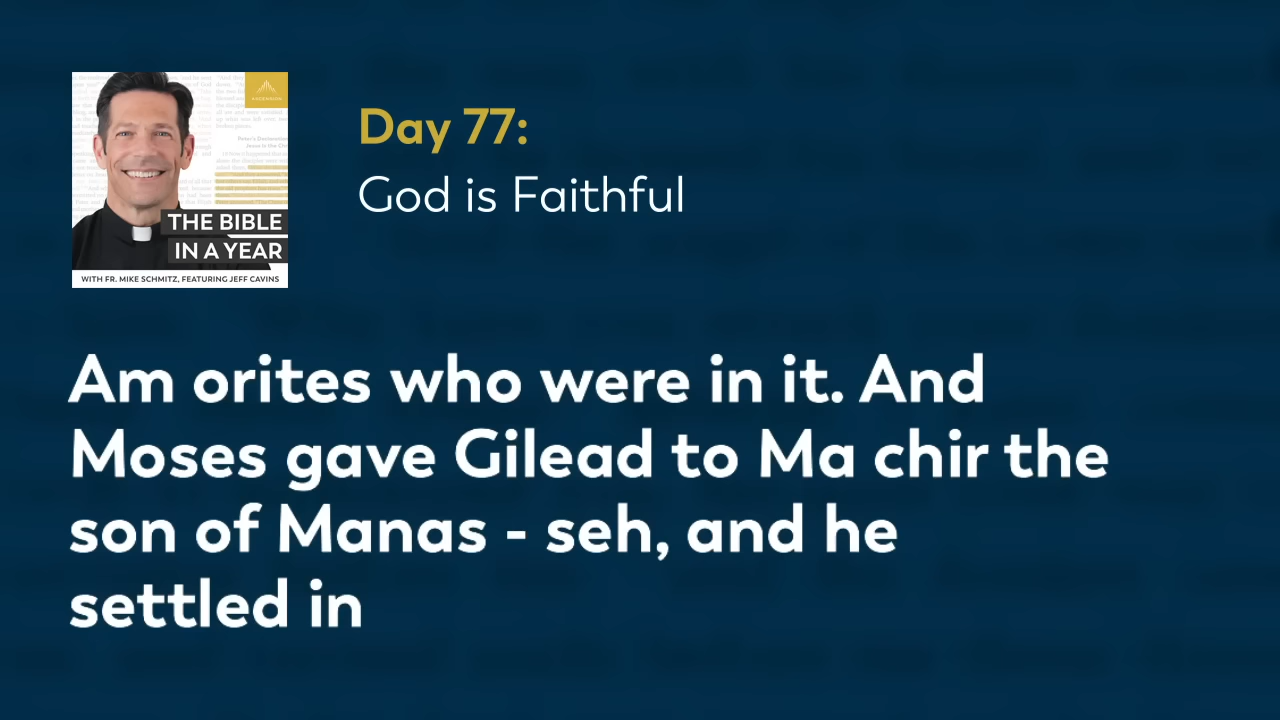 ASCENSION
THE BIBLE
IN A YEAR
WITH FR. MIKE SCHMITZ, FEATURING JEFF CAVINS
Day 77:
God is Faithful
Am orites who were in it. And
Moses gave Gilead to Ma chir the
son of Manas - seh, and he
settled in